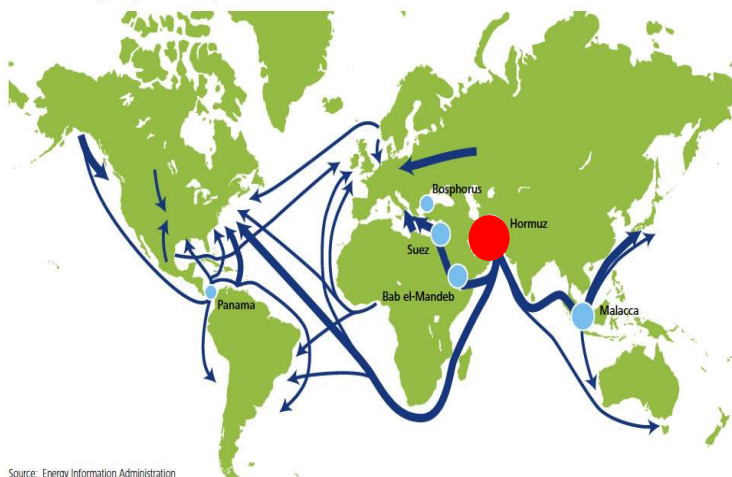 Bosphorus
Hormuz
Suez
Bab el-Mandeb
Panama
Malacca
Source: Energy Information Administration